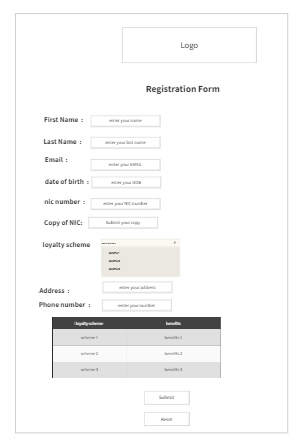 Logo
Registration Form
First Name :
enter your name
Last Name :
enter your last name
Email :
enter your EMAIL
date of birth :
enter your DOB
nic number :
enter your NIC number
Copy of NIC:
Submit your copy
loyalty scheme
Address :
enter your address
Phone number :
enter your number
loyalty scheme benefits
scheme-1 benefits 1
scheme-2 benefits 2
scheme-3 benefits 3
Submit
Reset